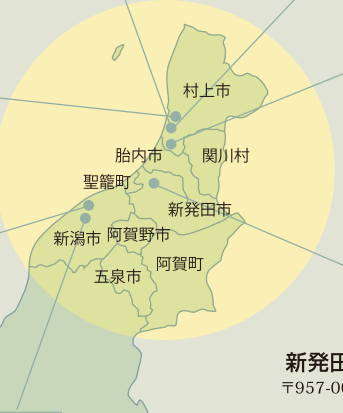 村上市
胎内市
関川村
聖籠町
新発田市
新潟市
阿賀野市
阿賀町
五泉市
新発田
〒957-00